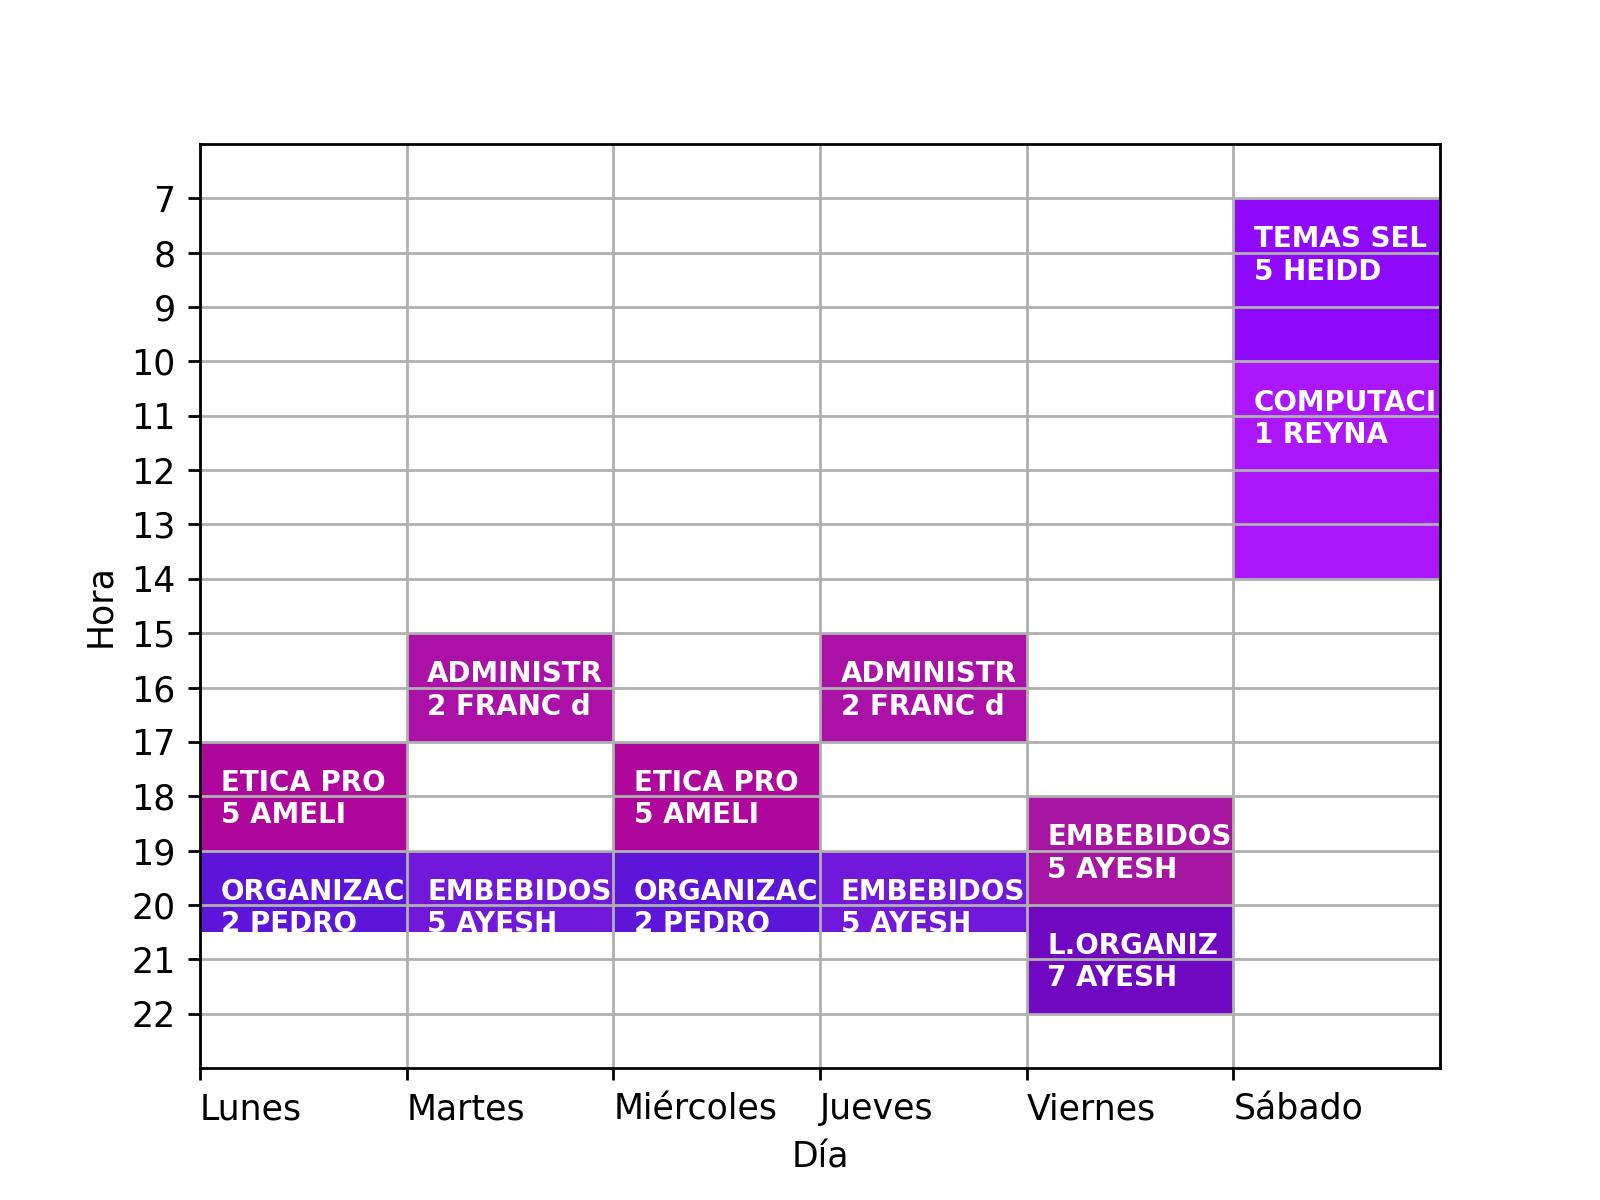 7
8
9
10
11
12
13
14
15
16
17
18
19
20
21
22
Hora
TEMAS SEL
5 HEIDD
COMPUTACI
1 REYNA
ADMINISTR
2 FRANC d
ADMINISTR
2 FRANC d
ETICA PRO
5 AMELI
ETICA PRO
5 AMELI
EMBEBIDOS
5 AYESH
ORGANIZAC
2 PEDRO
EMBEBIDOS
5 AYESH
ORGANIZAC
2 PEDRO
EMBEBIDOS
5 AYESH
L.ORGANIZ
7 AYESH
Lunes
Martes
Miércoles
Jueves
Viernes
Sábado
Día